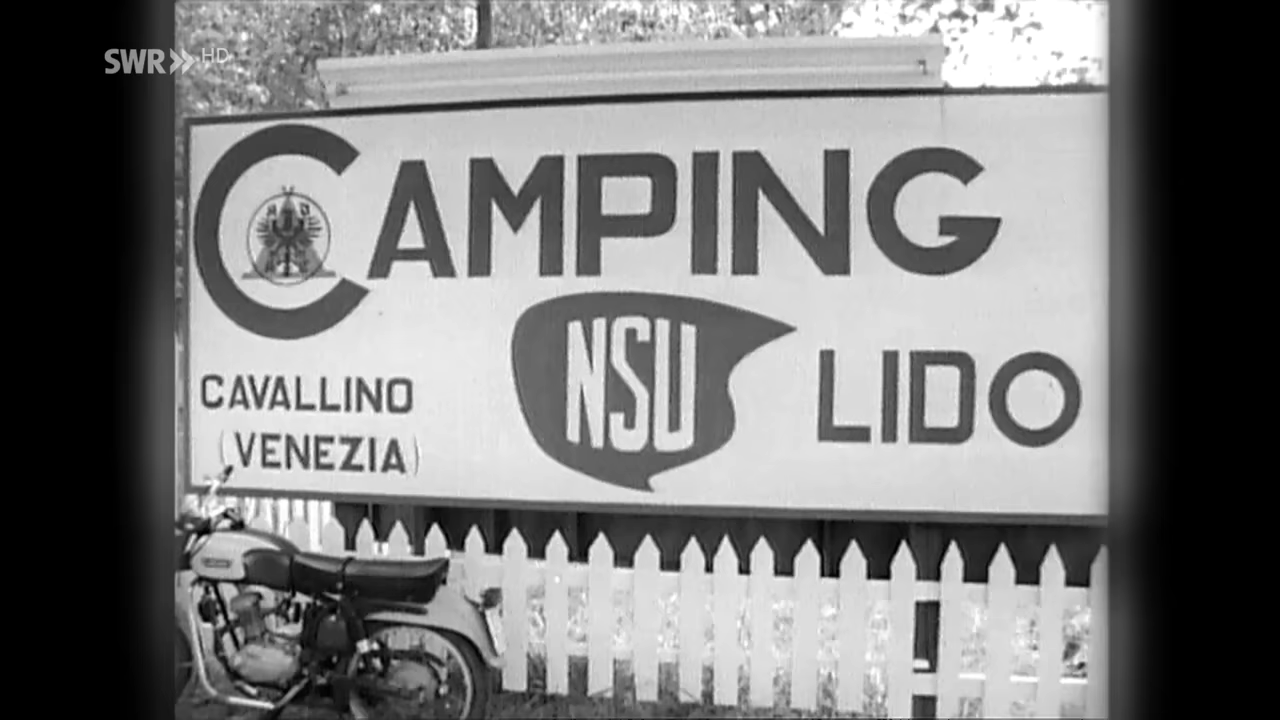 SWR» HD
CAMPING
NSU LIDO
CAVALLINO
(VENEZIA)